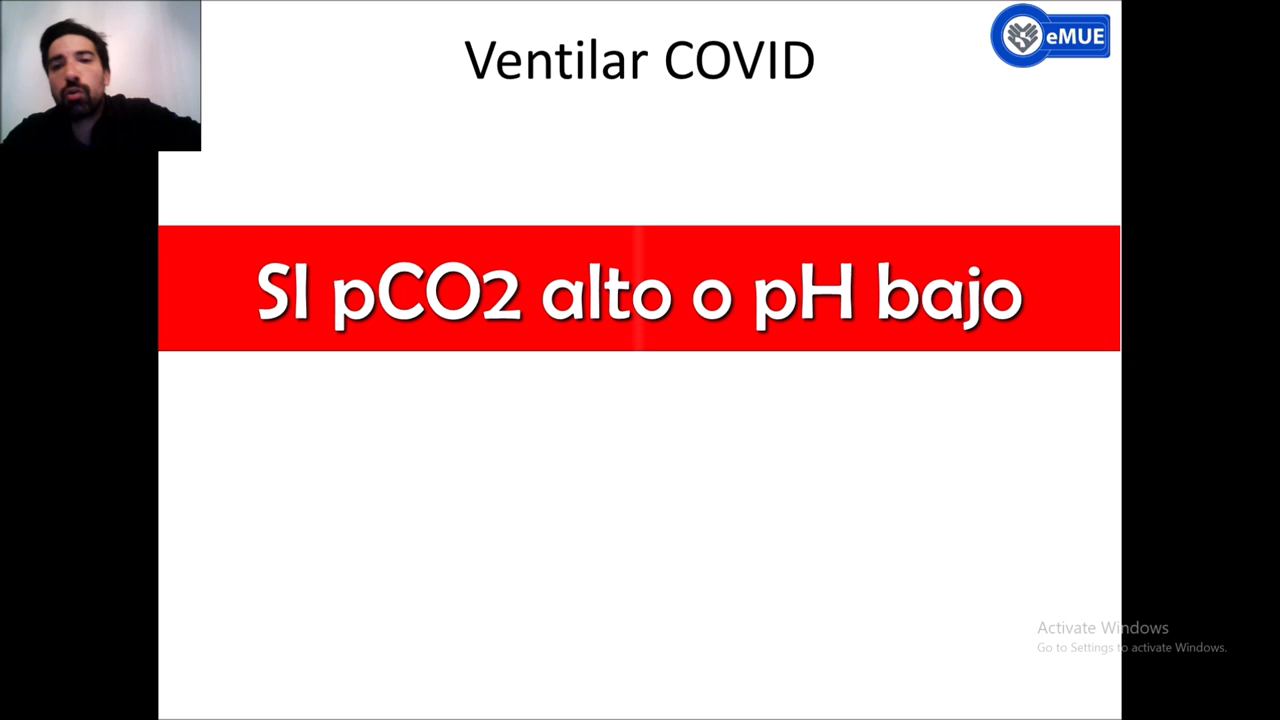 Ventilar COVID
eMUE
SI pCO2 alto o pH bajo
Activate Windows
Go to Settings to activate Windows.